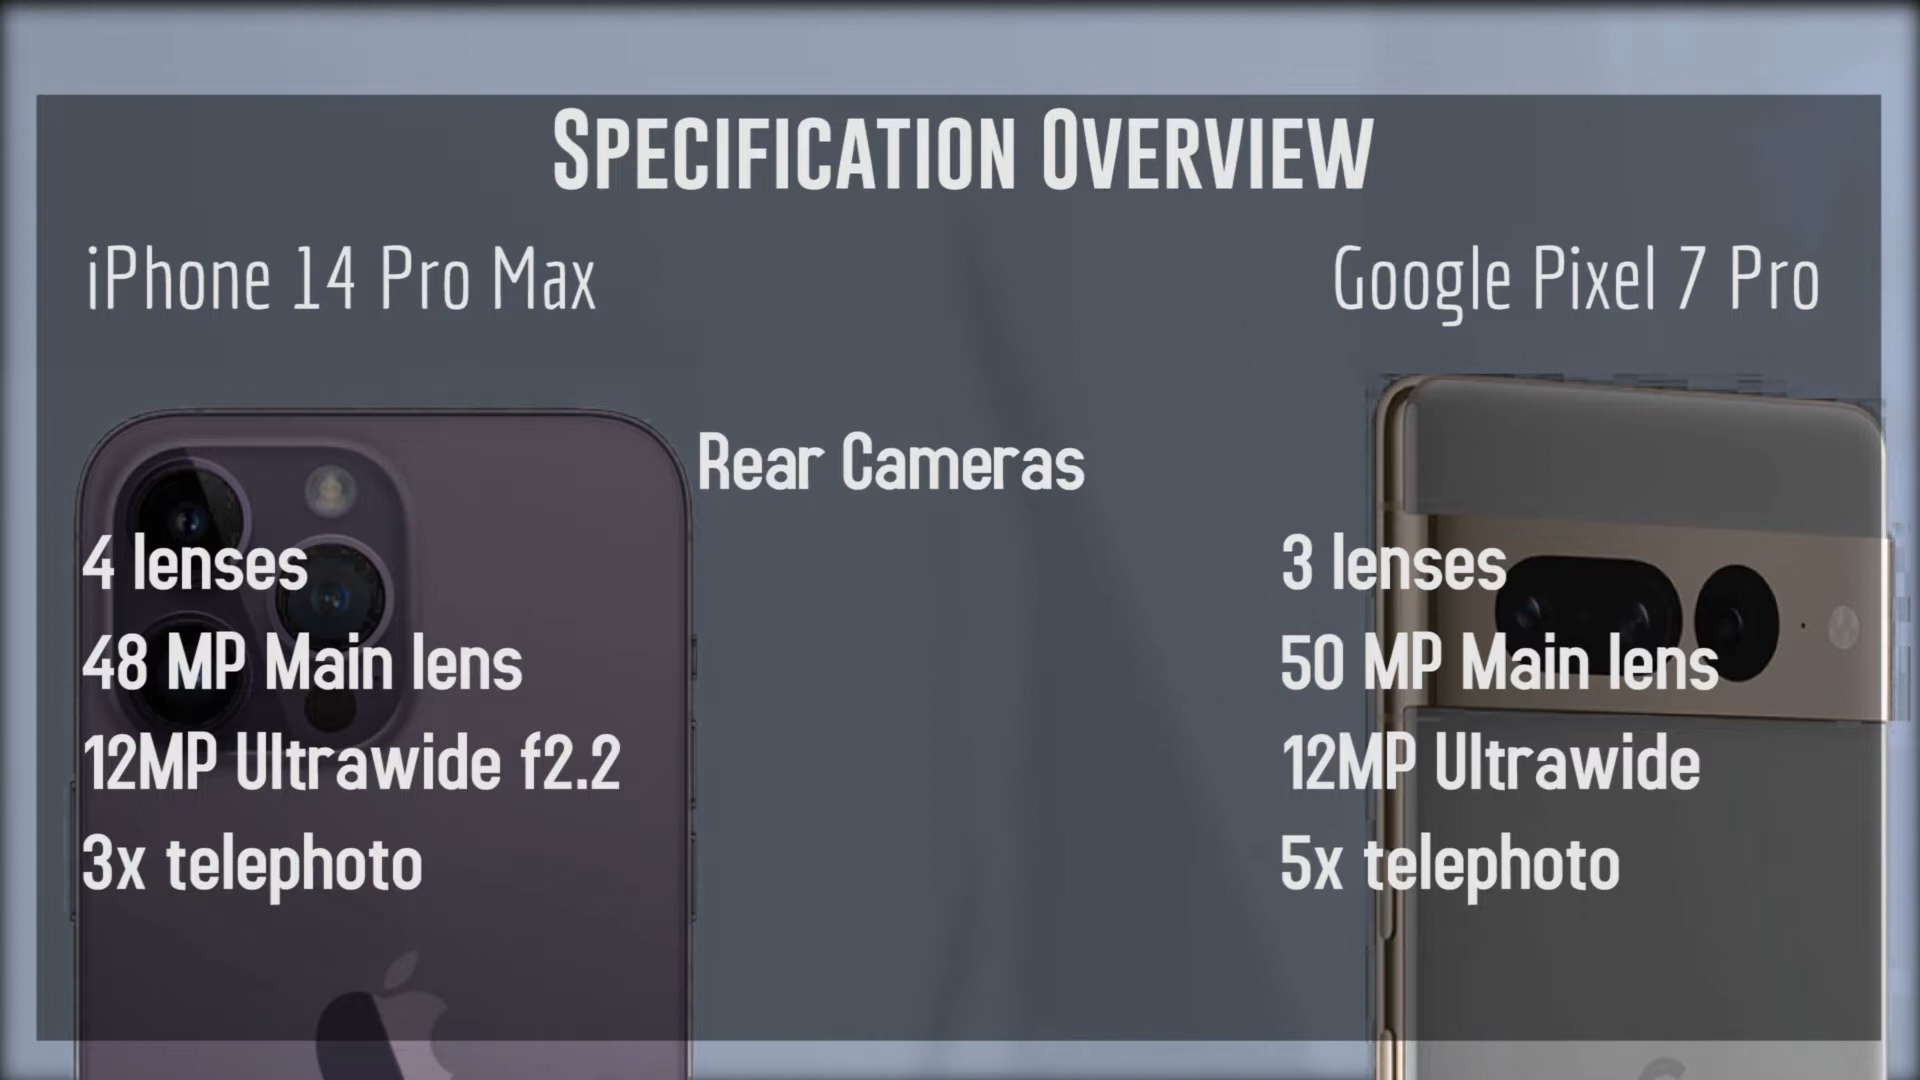 Specification Overview
iPhone 14 Pro Max
Google Pixel 7 Pro
Rear Cameras
4 lenses
48 MP Main lens
12MP Ultrawide f2.2
3x telephoto
3 lenses
50 MP Main lens
12MP Ultrawide
5x telephoto